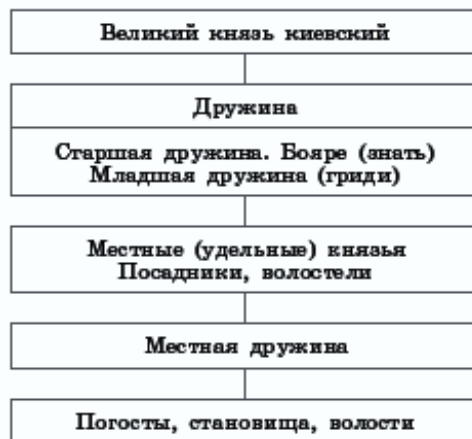 Великий князь киевский
Дружина
Старшая дружина. Бояре (знать)
Младшая дружина (гриди)
Местные (удельные) князья
Посадники, волостели
Местная дружина
Погосты, становища, волости